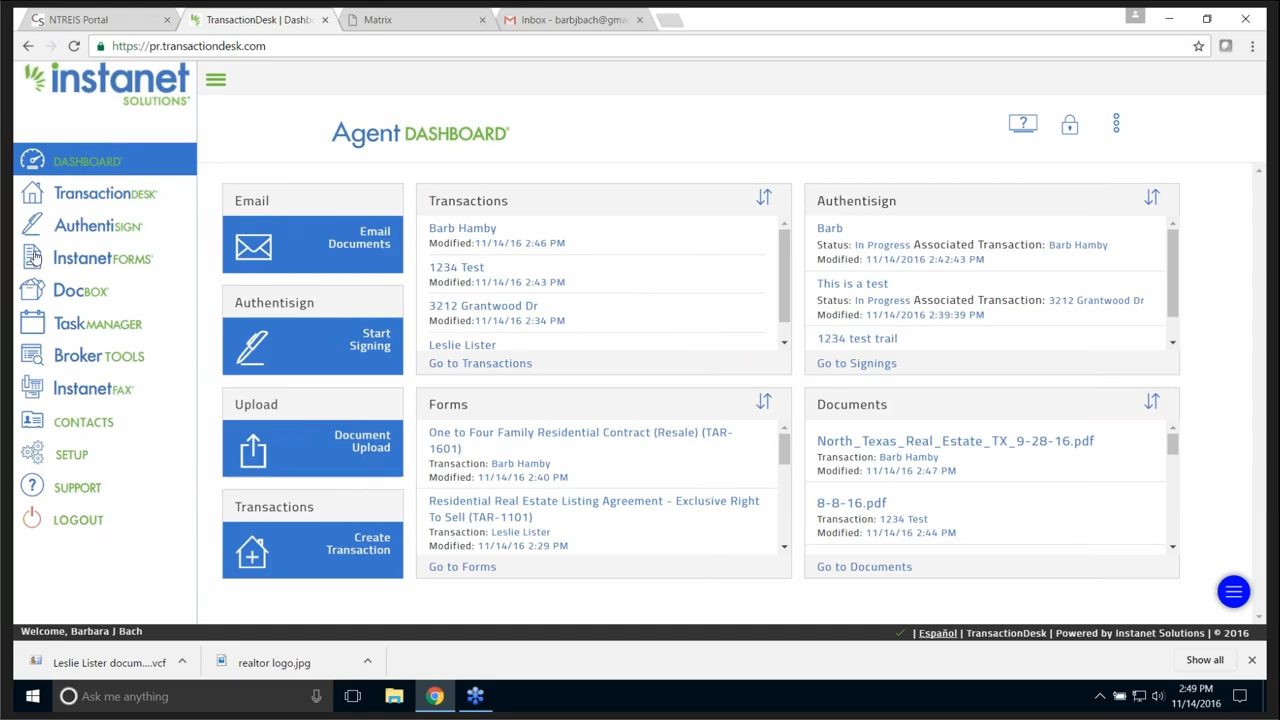 NTREIS Portal
TransactionDesk | Dashb
Matrix
Inbox - barbjbach@gma
https://pr.transactiondesk.com
instanet
SOLUTIONS
Agent DASHBOARD
DASHBOARD
TransactionDESK
AuthentiSIGN
InstanetFORMS
DocBOX
TaskMANAGER
Broker TOOLS
InstanetFAX
CONTACTS
SETUP
SUPPORT
LOGOUT
Email
Email
Documents
Authentisign
Start
Signing
Upload
Document
Upload
Transactions
Create
Transaction
Transactions
Barb Hamby
Modified:11/14/16 2:46 PM
1234 Test
Modified:11/14/16 2:43 PM
3212 Grantwood Dr
Modified:11/14/16 2:34 PM
Leslie Lister
Go to Transactions
Authentisign
Barb
Status: In Progress Associated Transaction: Barb Hamby
Modified: 11/14/2016 2:42:43 PM
This is a test
Status: In Progress Associated Transaction: 3212 Grantwood Dr
Modified: 11/14/2016 2:39:39 PM
1234 test trail
Go to Signings
Forms
One to Four Family Residential Contract (Resale) (TAR-
1601)
Transaction: Barb Hamby
Modified: 11/14/16 2:40 PM
Residential Real Estate Listing Agreement - Exclusive Right
To Sell (TAR-1101)
Transaction: Leslie Lister
Modified: 11/14/16 2:29 PM
Go to Forms
Documents
North_Texas_Real_Estate_TX_9-28-16.pdf
Transaction: Barb Hamby
Modified: 11/14/16 2:47 PM
8-8-16.pdf
Transaction: 1234 Test
Modified: 11/14/16 2:44 PM
Go to Documents
Welcome, Barbara J Bach
| Español | TransactionDesk | Powered by Instanet Solutions | © 2016
Leslie Lister docum....vcf
realtor logo.jpg
Show all
Ask me anything
2:49 PM
11/14/2016